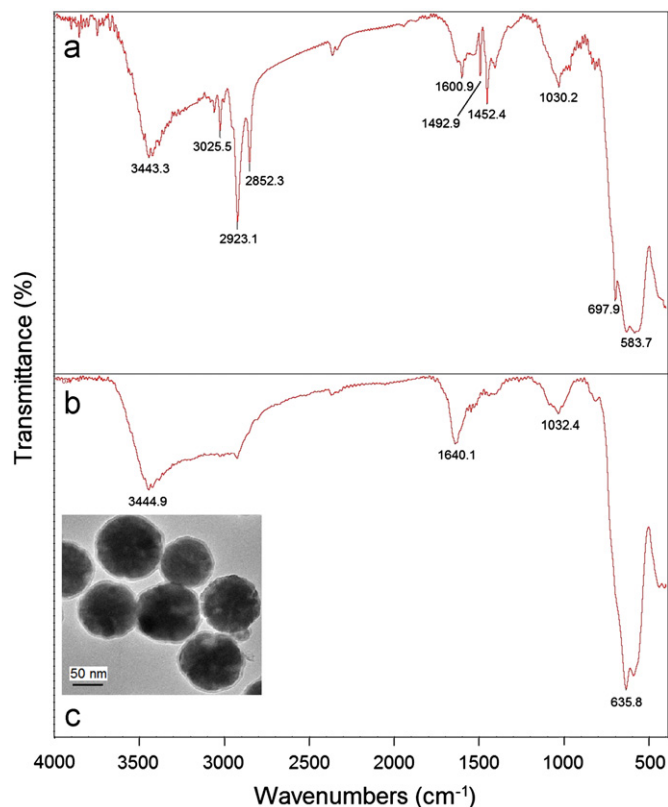 a
1600.9
1492.9
1452.4
1030.2
3443.3
3025.5
2852.3
2923.1
697.9
583.7
Transmittance (%)
b
3444.9
1640.1
1032.4
50 nm
635.8
c
4000 3500 3000 2500 2000 1500 1000 500
Wavenumbers (cm⁻¹)